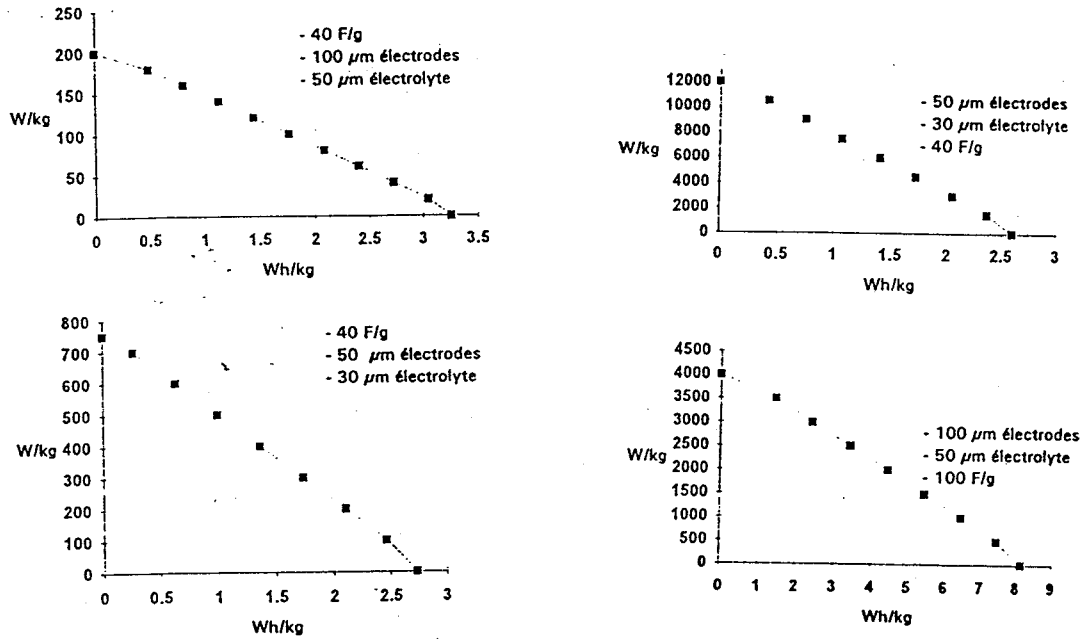 250
200
150
100
50
0
W/kg
- 40 F/g
- 100 µm électrodes
- 50 µm électrolyte
0 0.5 1 1.5 2 2.5 3 3.5
Wh/kg
12000
10000
8000
6000
4000
2000
0
W/kg
- 50 µm électrodes
- 30 µm électrolyte
- 40 F/g
0 0.5 1 1.5 2 2.5 3
Wh/kg
800
700
600
500
400
300
200
100
0
W/kg
- 40 F/g
- 50 µm électrodes
- 30 µm électrolyte
0 0.5 1 1.5 2 2.5 3
Wh/kg
4500
4000
3500
3000
2500
2000
1500
1000
500
0
W/kg
- 100 µm électrodes
- 50 µm électrolyte
- 100 F/g
0 1 2 3 4 5 6 7 8 9
Wh/kg